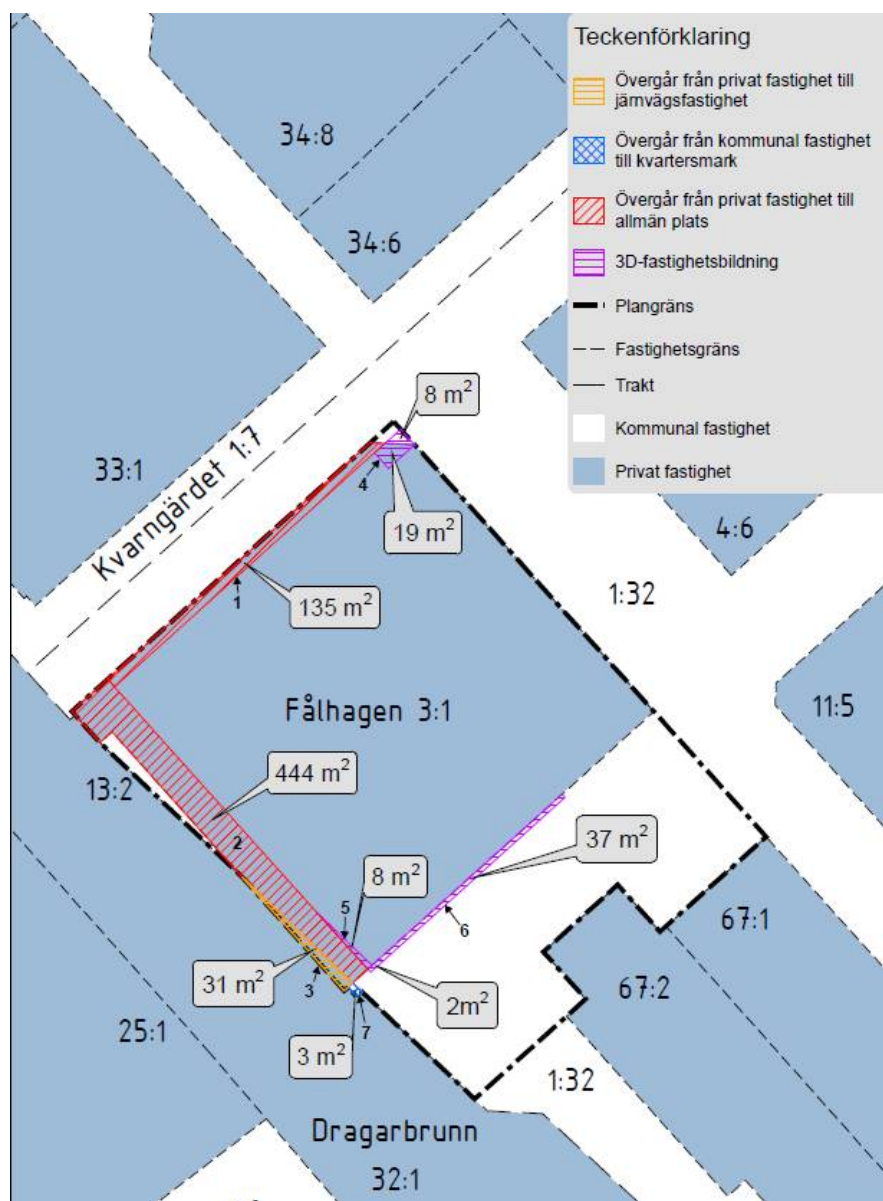 Teckenförklaring
Övergår från privat fastighet till
järnvägsfastighet
Övergår från kommunal fastighet
till kvartersmark
Övergår från privat fastighet till
allmän plats
3D-fastighetsbildning
Plangräns
Fastighetsgräns
Trakt
Kommunal fastighet
Privat fastighet
34:8
34:6
33:1
Kvarngärdet 1:7
8 m²
4
19 m²
4:6
1
135 m²
1:32
Fålhagen 3:1
11:5
13:2
444 m²
2
37 m²
8 m²
5
6
67:1
31 m²
3
2m²
67:2
7
3 m²
25:1
1:32
Dragarbrunn
32:1